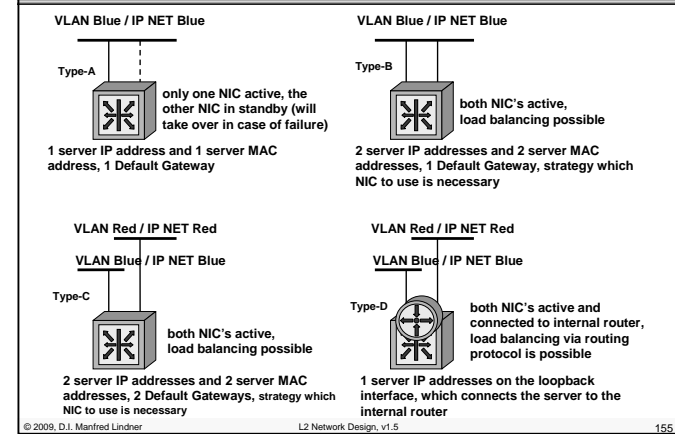 VLAN Blue / IP NET Blue
Type-A
only one NIC active, the
other NIC in standby (will
take over in case of failure)
1 server IP address and 1 server MAC
address, 1 Default Gateway
VLAN Blue / IP NET Blue
Type-B
both NIC's active,
load balancing possible
2 server IP addresses and 2 server MAC
addresses, 1 Default Gateway, strategy which
NIC to use is necessary
VLAN Red / IP NET Red
VLAN Blue / IP NET Blue
Type-C
both NIC's active,
load balancing possible
2 server IP addresses and 2 server MAC
addresses, 2 Default Gateways, strategy which
NIC to use is necessary
VLAN Red / IP NET Red
VLAN Blue / IP NET Blue
Type-D
both NIC's active and
connected to internal router,
load balancing via routing
protocol is possible
1 server IP addresses on the loopback
interface, which connects the server to the
internal router
© 2009, D.I. Manfred Lindner
L2 Network Design, v1.5
155